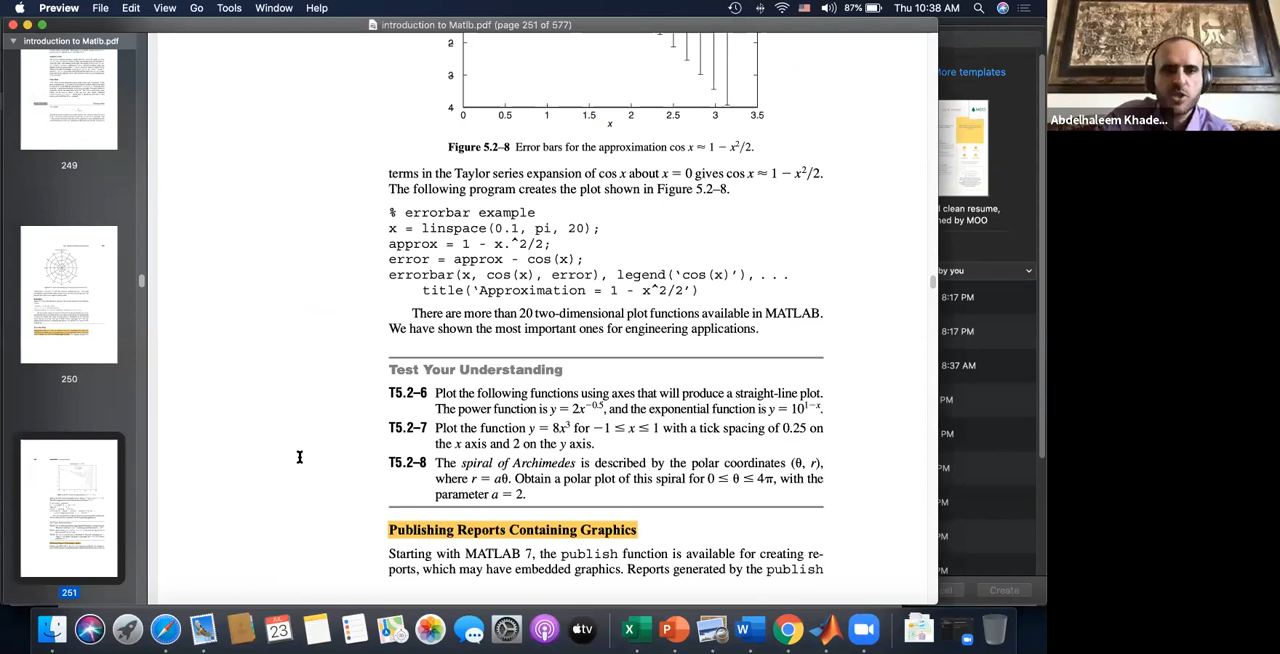 Preview File Edit View Go Tools Window Help
87% Thu 10:38 AM
introduction to Matlb.pdf (page 251 of 577)
introduction to Matlb.pdf
249
250
251
2
3
4
0 0.5 1 1.5 2 2.5 3 3.5
x
Figure 5.2–8 Error bars for the approximation cos x ≈ 1 − x²/2.
terms in the Taylor series expansion of cos x about x = 0 gives cos x ≈ 1 − x²/2.
The following program creates the plot shown in Figure 5.2–8.
% errorbar example
x = linspace(0.1, pi, 20);
approx = 1 - x.^2/2;
error = approx - cos(x);
errorbar(x, cos(x), error), legend(‘cos(x)’), . . .
title(‘Approximation = 1 - x^2/2’)
There are more than 20 two-dimensional plot functions available in MATLAB.
We have shown the most important ones for engineering applications.
Test Your Understanding
T5.2–6 Plot the following functions using axes that will produce a straight-line plot.
The power function is y = 2x⁻⁰·⁵, and the exponential function is y = 10¹⁻ˣ.
T5.2–7 Plot the function y = 8x³ for −1 ≤ x ≤ 1 with a tick spacing of 0.25 on
the x axis and 2 on the y axis.
T5.2–8 The spiral of Archimedes is described by the polar coordinates (θ, r),
where r = aθ. Obtain a polar plot of this spiral for 0 ≤ θ ≤ 4π, with the
parameter a = 2.
Publishing Reports Containing Graphics
Starting with MATLAB 7, the publish function is available for creating re-
ports, which may have embedded graphics. Reports generated by the publish
More templates
MOO
l clean resume,
ned by MOO
by you
8:17 PM
8:17 PM
8:37 AM
PM
PM
PM
PM
PM
PM
Create
Abdelhaleem Khade...
JUL
23
tv
X
P
W